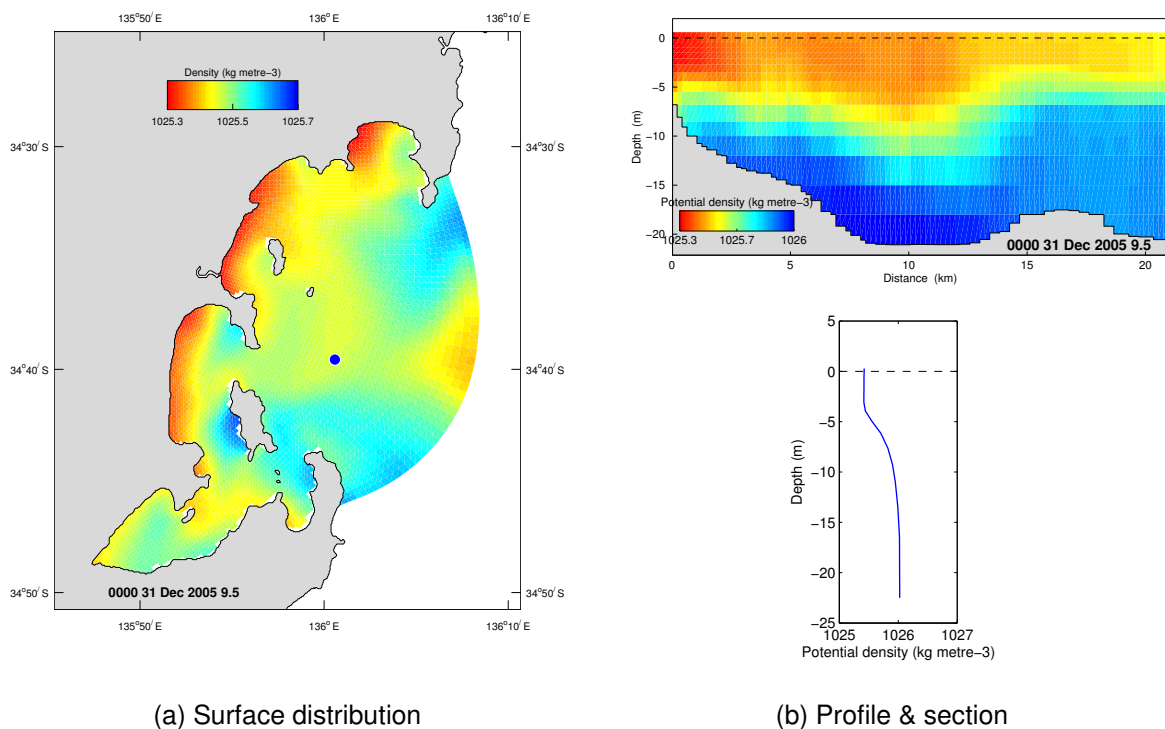 135°50′ E
136°E
136°10′ E
Density (kg metre−3)
1025.3
1025.5
1025.7
34°30′ S
34°30′ S
34°40′ S
34°40′ S
34°50′ S
34°50′ S
0000 31 Dec 2005 9.5
135°50′ E
136°E
136°10′ E
0
−5
−10
−15
−20
Depth (m)
Potential density (kg metre−3)
1025.3
1025.7
1026
0000 31 Dec 2005 9.5
0
5
10
15
20
Distance (km)
5
0
−5
−10
−15
−20
−25
Depth (m)
1025
1026
1027
Potential density (kg metre−3)
(a) Surface distribution
(b) Profile & section